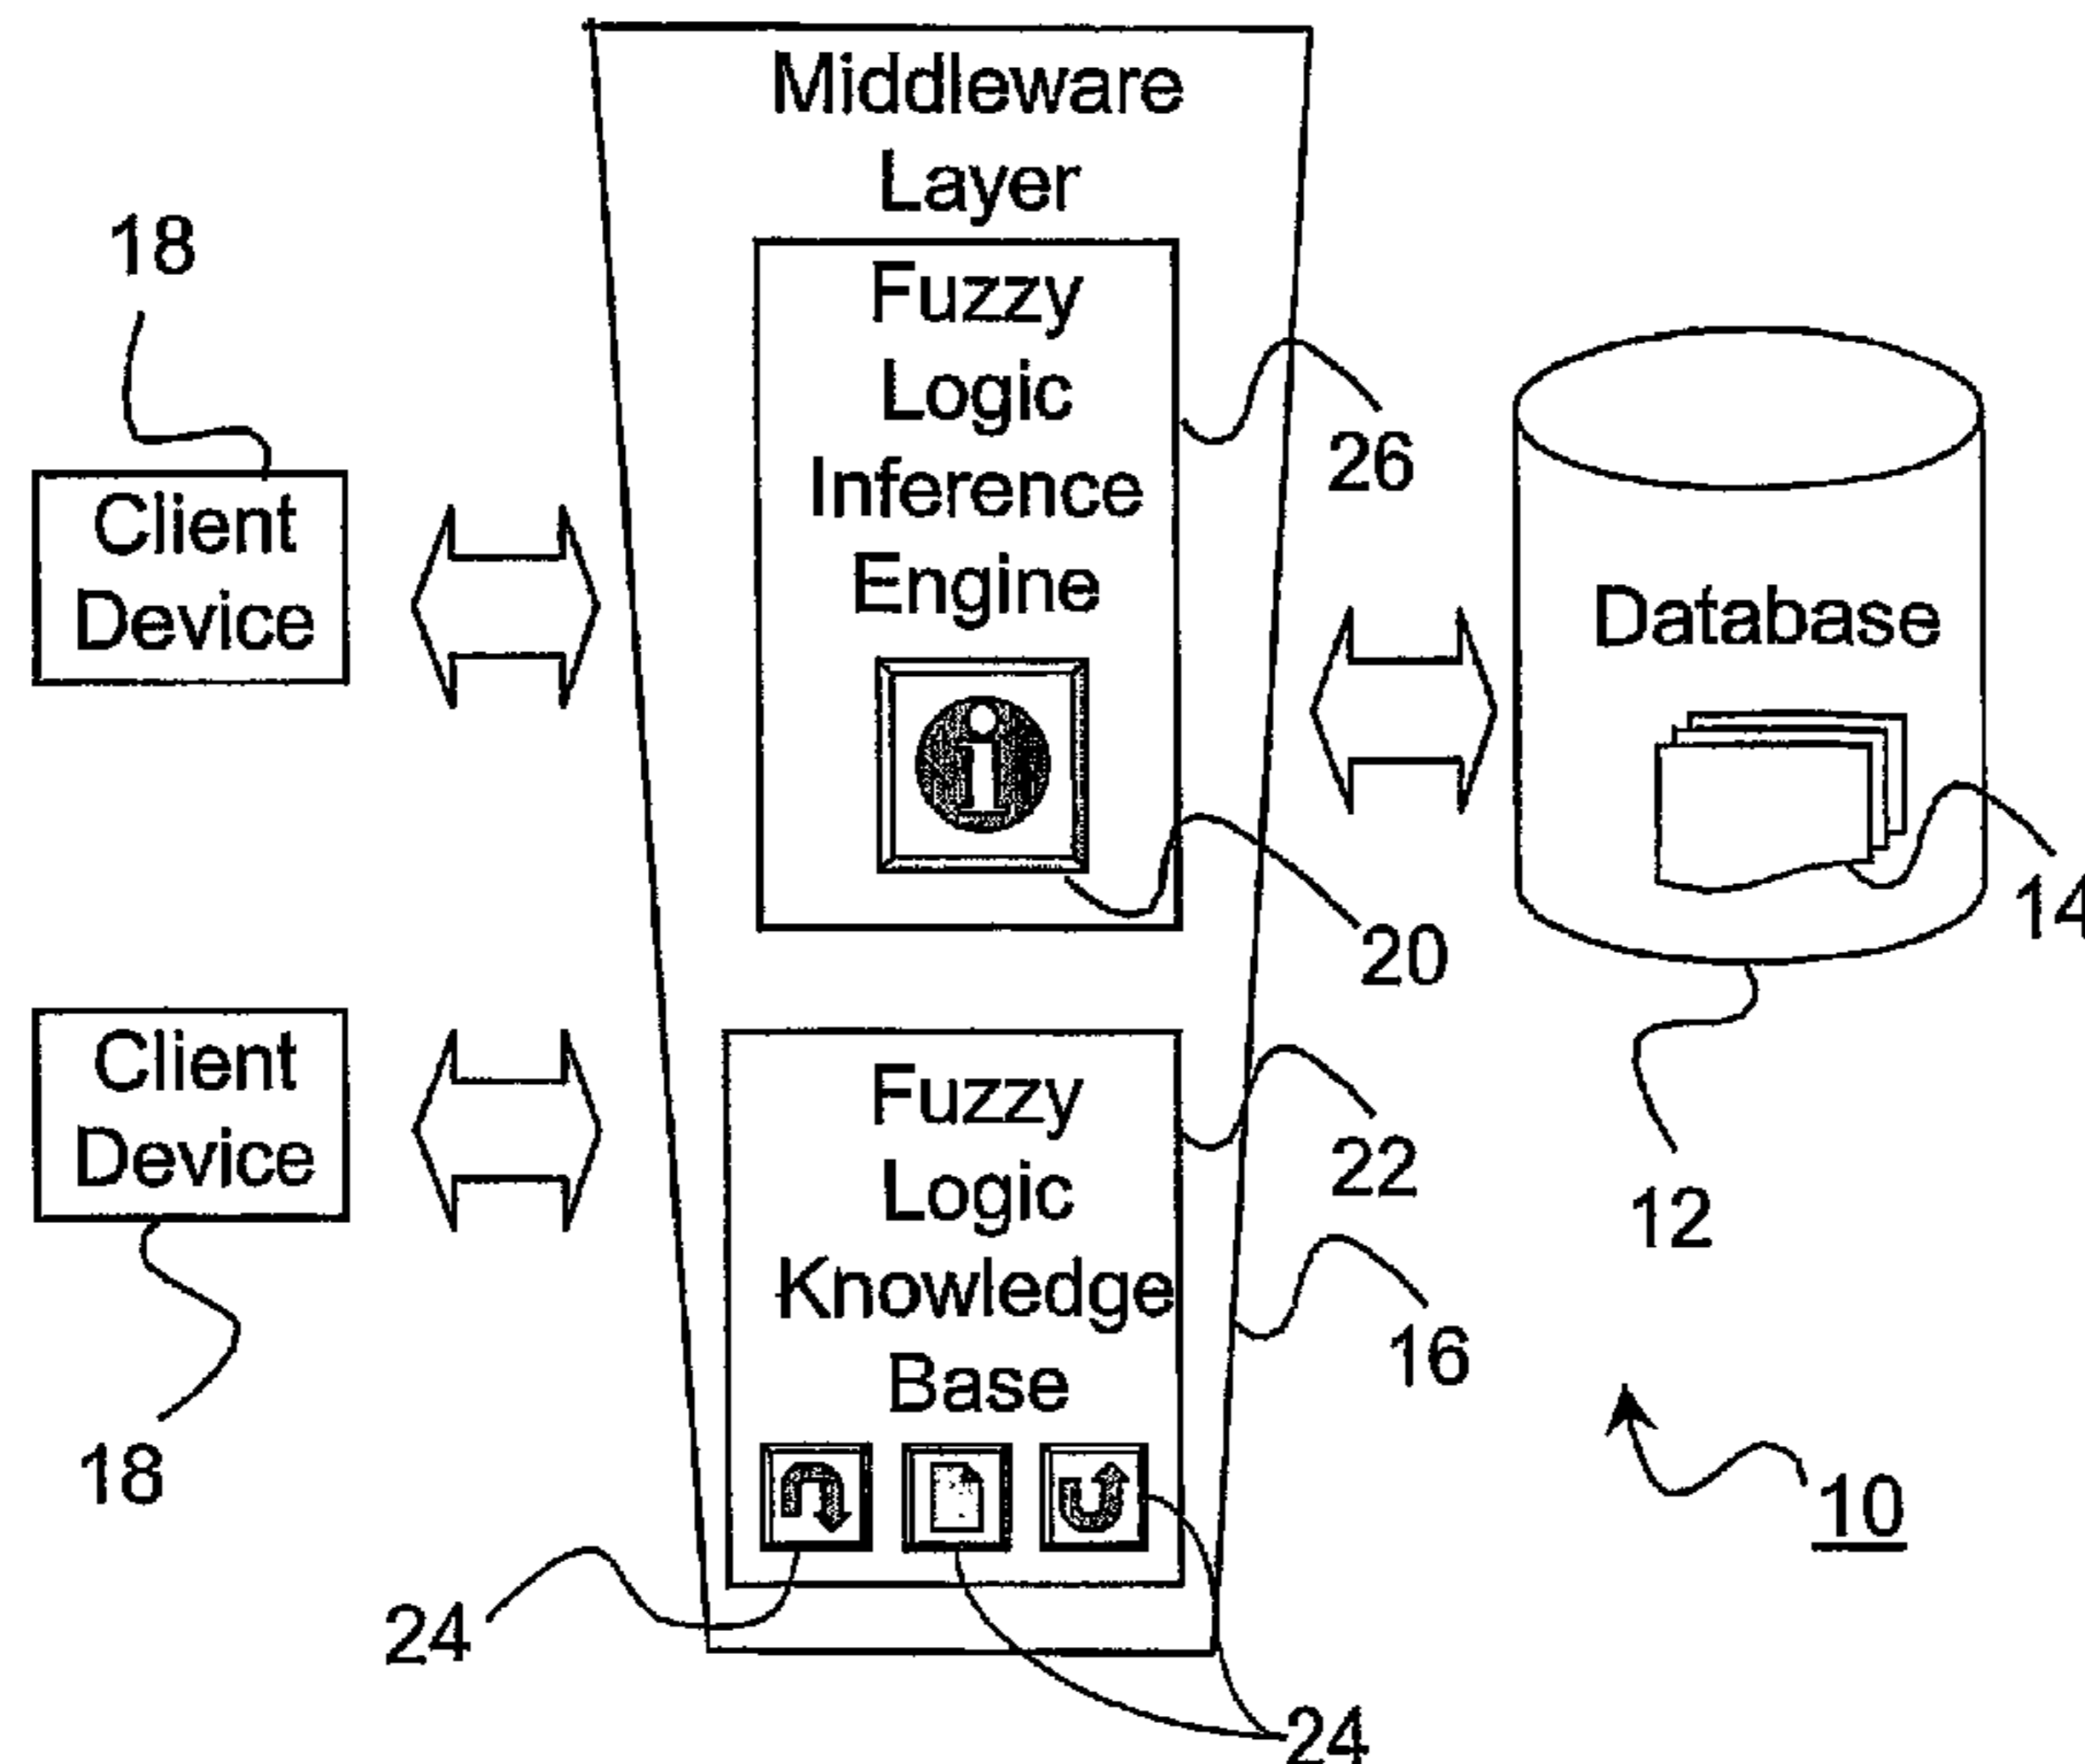 Middleware
Layer
18
Fuzzy
Logic
Inference
Engine
26
Client
Device
Database
i
14
20
12
Client
Device
18
Fuzzy
Logic
Knowledge
Base
22
16
10
24
24